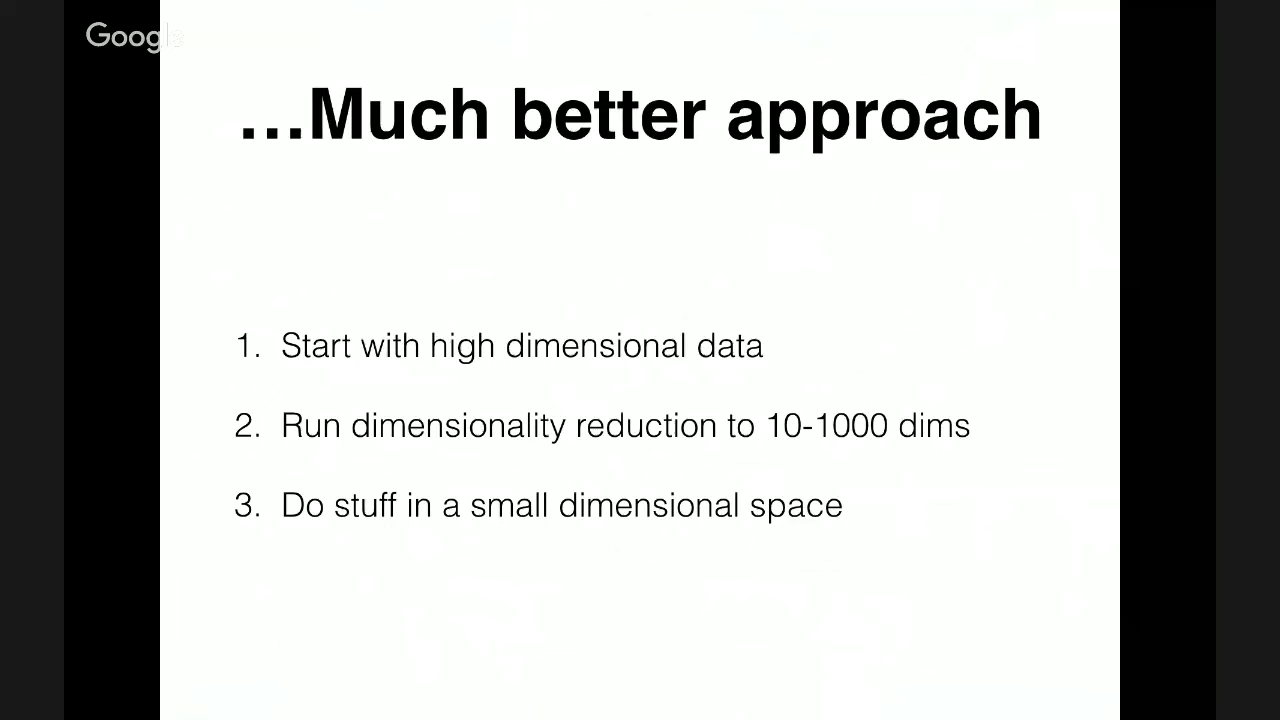 Google
…Much better approach
1. Start with high dimensional data
2. Run dimensionality reduction to 10-1000 dims
3. Do stuff in a small dimensional space